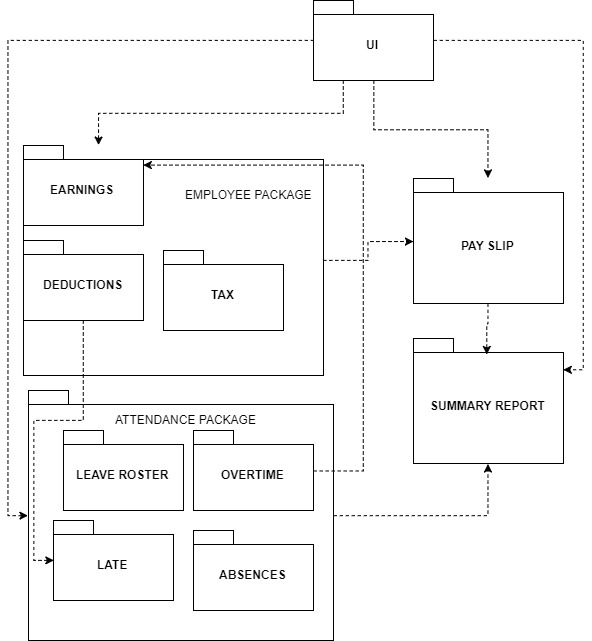 UI
EARNINGS
EMPLOYEE PACKAGE
DEDUCTIONS
TAX
PAY SLIP
SUMMARY REPORT
ATTENDANCE PACKAGE
LEAVE ROSTER
OVERTIME
LATE
ABSENCES